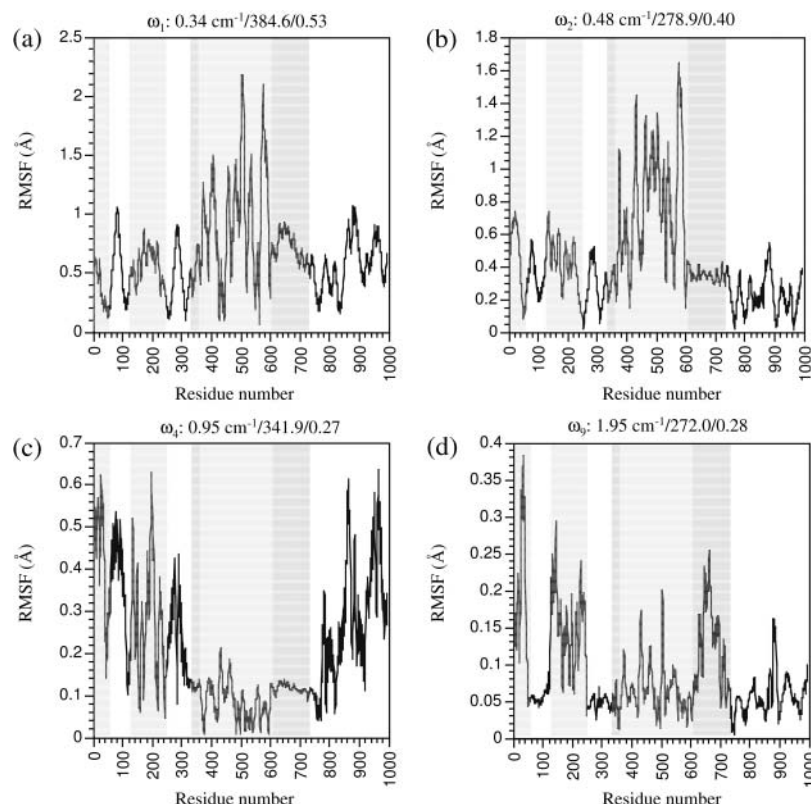 (a)
ω₁: 0.34 cm⁻¹/384.6/0.53
2.5
2
1.5
1
0.5
0
RMSF (Å)
0 100 200 300 400 500 600 700 800 900 1000
Residue number
(b)
ω₂: 0.48 cm⁻¹/278.9/0.40
1.8
1.6
1.4
1.2
1
0.8
0.6
0.4
0.2
0
RMSF (Å)
0 100 200 300 400 500 600 700 800 900 1000
Residue number
(c)
ω₄: 0.95 cm⁻¹/341.9/0.27
0.7
0.6
0.5
0.4
0.3
0.2
0.1
0
RMSF (Å)
0 100 200 300 400 500 600 700 800 900 1000
Residue number
(d)
ω₉: 1.95 cm⁻¹/272.0/0.28
0.4
0.35
0.3
0.25
0.2
0.15
0.1
0.05
0
RMSF (Å)
0 100 200 300 400 500 600 700 800 900 1000
Residue number